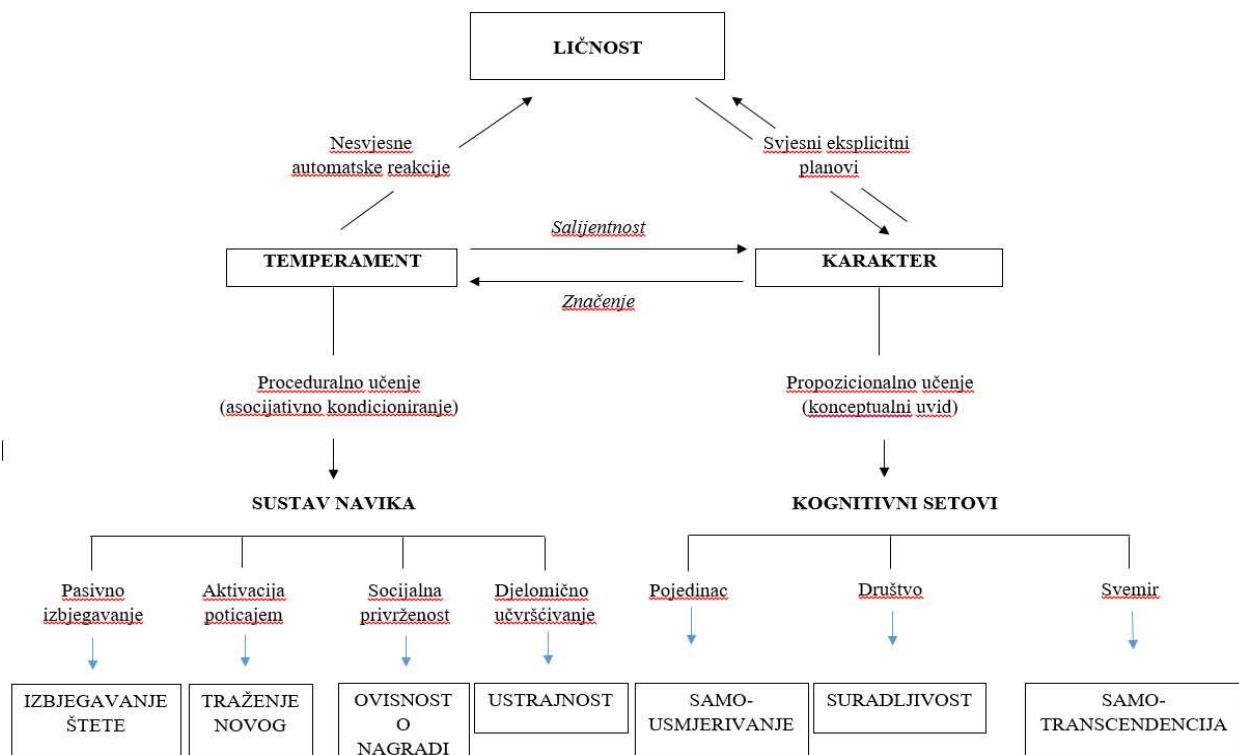 LIČNOST
Nesvjesne
automatske reakcije
Svjesni eksplicitni
planovi
Salijentnost
TEMPERAMENT
KARAKTER
Značenje
Proceduralno učenje
(asocijativno kondicioniranje)
Propozicionalno učenje
(konceptualni uvid)
SUSTAV NAVIKA
KOGNITIVNI SETOVI
Pasivno
izbjegavanje
Aktivacija
poticajem
Socijalna
privrženost
Djelomično
učvršćivanje
Pojedinac
Društvo
Svemir
IZBJEGAVANJE
ŠTETE
TRAŽENJE
NOVOG
OVISNOST
O
NAGRADI
USTRAJNOST
SAMO-
USMJERIVANJE
SURADLJIVOST
SAMO-
TRANSCENDENCIJA